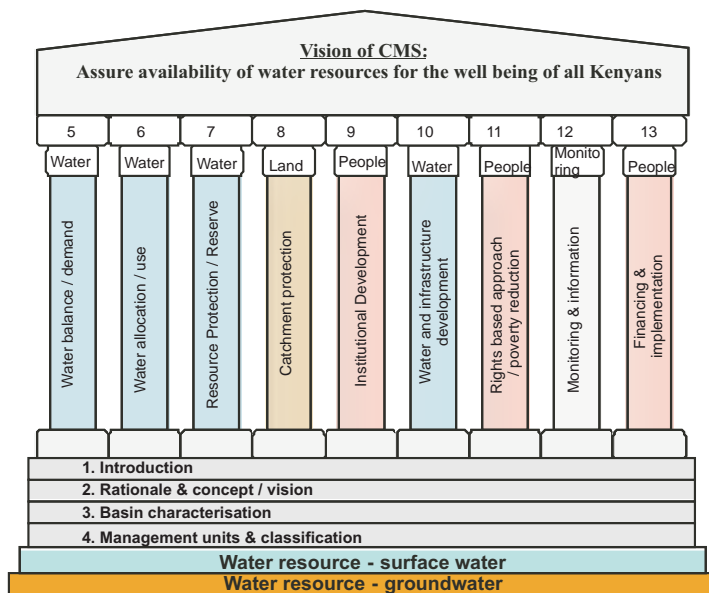 Vision of CMS:
Assure availability of water resources for the well being of all Kenyans
5
6
7
8
9
10
11
12
13
Water
Water
Water
Land
People
Water
People
Monito
ring
People
Water balance / demand
Water allocation / use
Resource Protection / Reserve
Catchment protection
Institutional Development
Water and infrastructure
development
Rights based approach
/ poverty reduction
Monitoring & information
Financing &
implementation
1. Introduction
2. Rationale & concept / vision
3. Basin characterisation
4. Management units & classification
Water resource - surface water
Water resource - groundwater